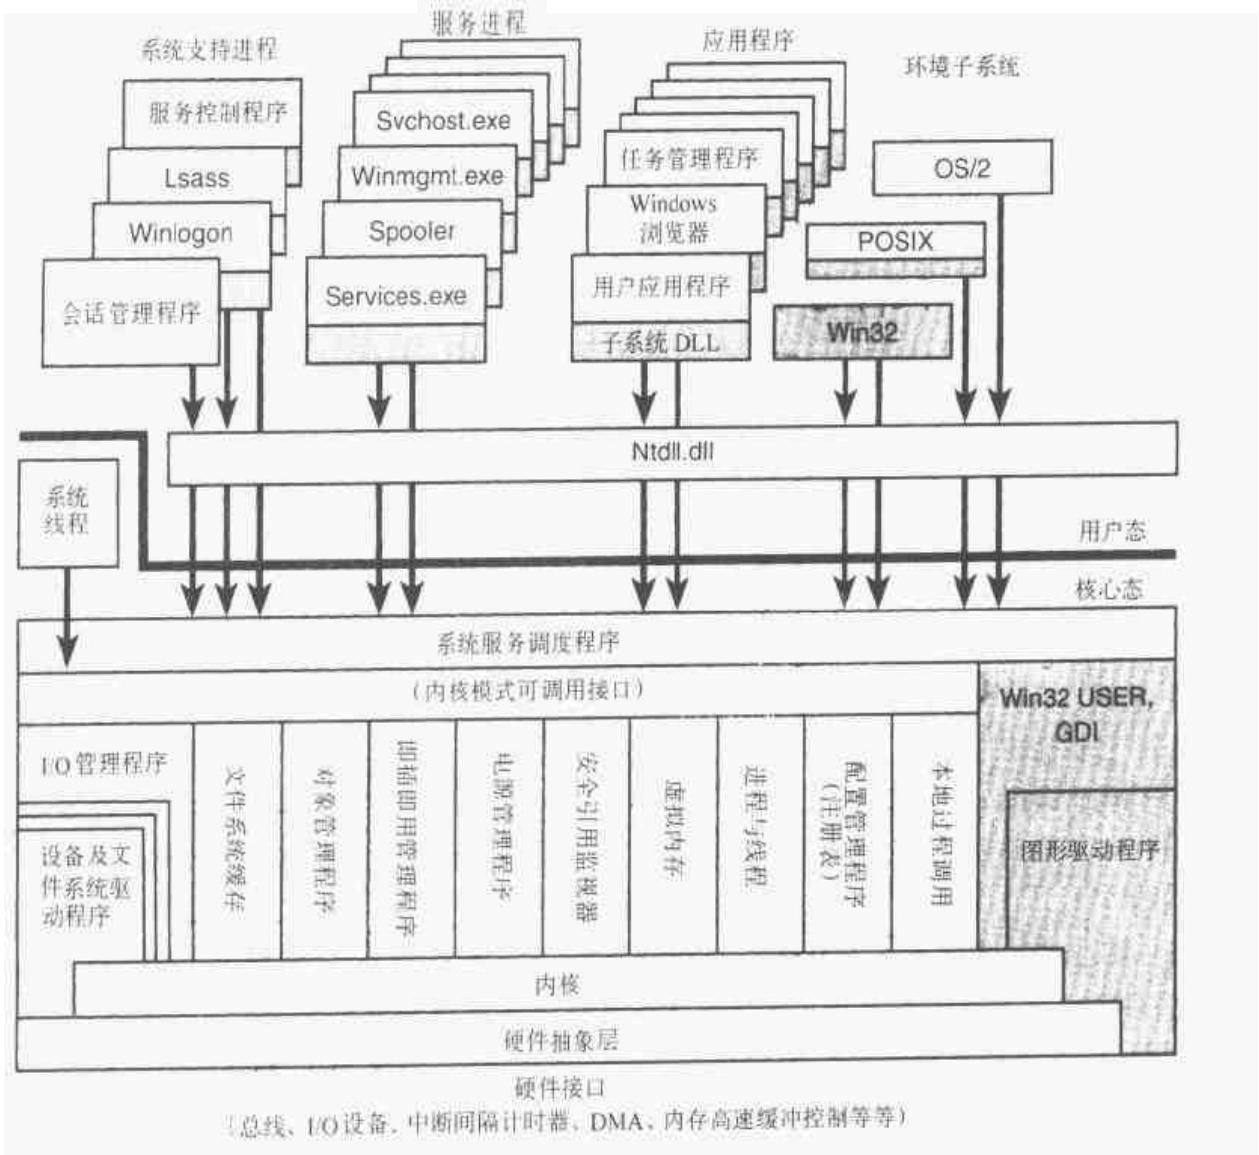 系统支持进程
服务进程
应用程序
环境子系统
服务控制程序
Lsass
Winlogon
会话管理程序
Svchost.exe
Winmgmt.exe
Spooler
Services.exe
任务管理程序
Windows
浏览器
用户应用程序
子系统 DLL
OS/2
POSIX
Win32
Ntdll.dll
系统
线程
用户态
核心态
系统服务调度程序
(内核模式可调用接口)
Win32 USER,
GDI
I/O 管理程序
设备及文
件系统驱
动程序
文件系统缓存
对象管理程序
即插即用管理程序
电源管理程序
安全引用监视器
虚拟内存
进程与线程
配置管理程序
(注册表)
本地过程调用
图形驱动程序
内核
硬件抽象层
硬件接口
(总线、I/O 设备、中断间隔计时器、DMA、内存高速缓冲控制等等)